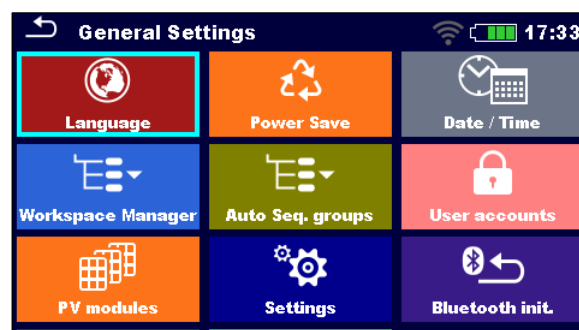 General Settings 17:33
Language Power Save Date / Time
Workspace Manager Auto Seq. groups User accounts
PV modules Settings Bluetooth init.